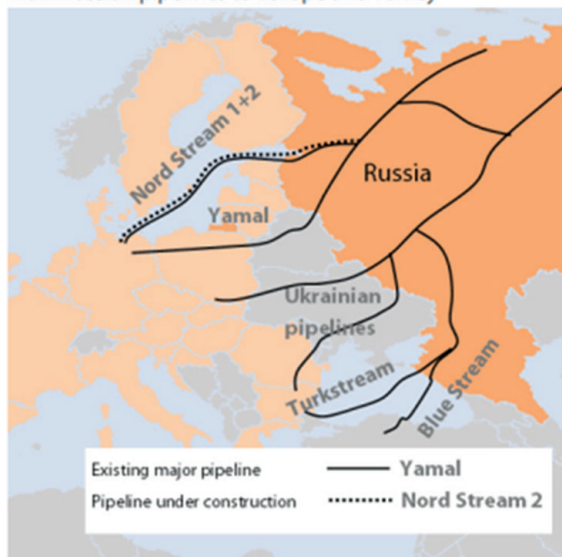 Nord Stream 1+2
Russia
Yamal
Ukrainian
pipelines
Turkstream
Blue Stream
Existing major pipeline Yamal
Pipeline under construction Nord Stream 2